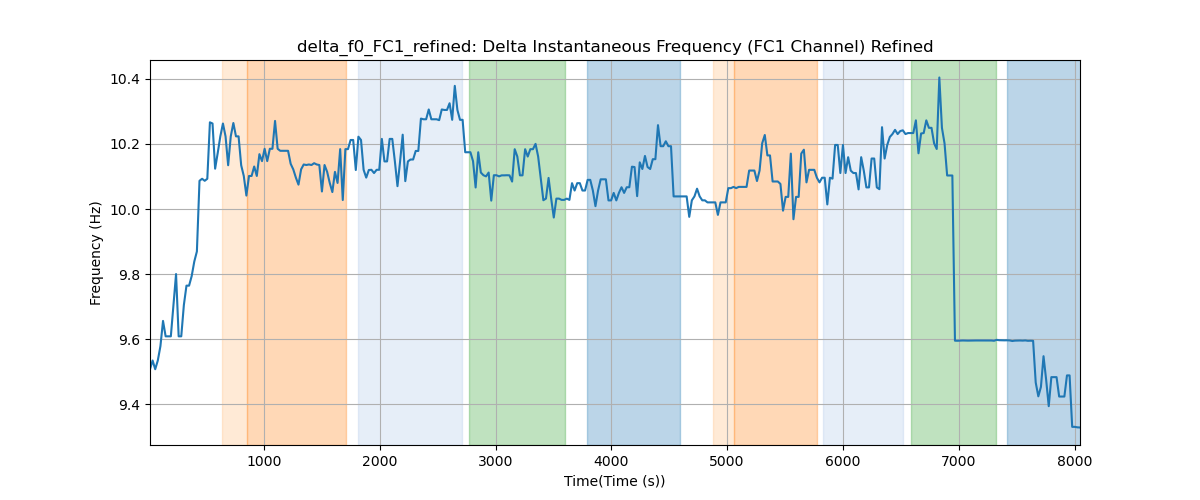 delta_f0_FC1_refined: Delta Instantaneous Frequency (FC1 Channel) Refined
Frequency (Hz)
10.4
10.2
10.0
9.8
9.6
9.4
1000 2000 3000 4000 5000 6000 7000 8000
Time(Time (s))